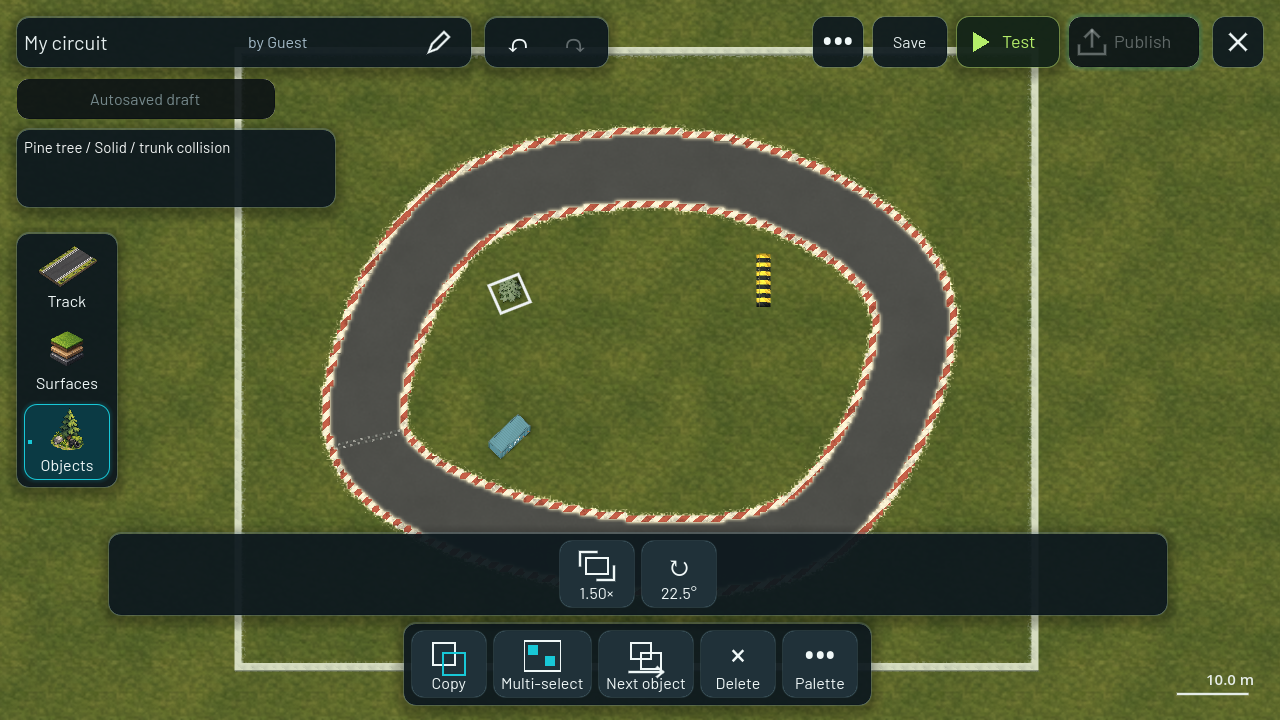 My circuit
by Guest
Save
Test
Publish
Autosaved draft
Pine tree / Solid / trunk collision
Track
Surfaces
Objects
1.50×
22.5°
Copy
Multi-select
Next object
Delete
Palette
10.0 m